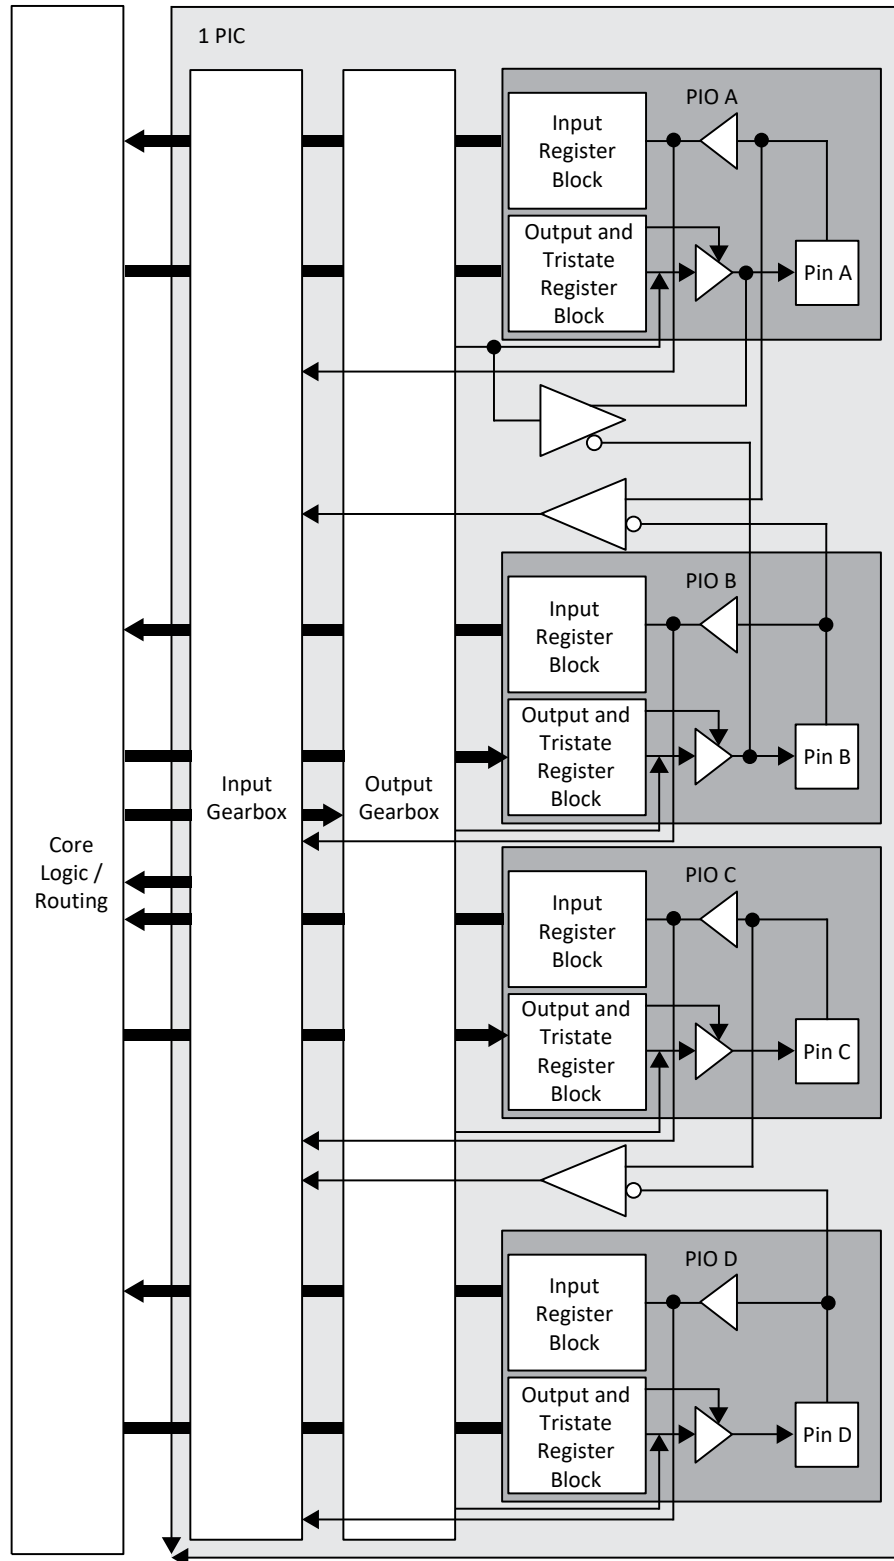 1 PIC
PIO A
Input
Register
Block
Output and
Tristate
Register
Block
Pin A
PIO B
Input
Register
Block
Output and
Tristate
Register
Block
Pin B
Input
Gearbox
Output
Gearbox
Core
Logic /
Routing
PIO C
Input
Register
Block
Output and
Tristate
Register
Block
Pin C
PIO D
Input
Register
Block
Output and
Tristate
Register
Block
Pin D